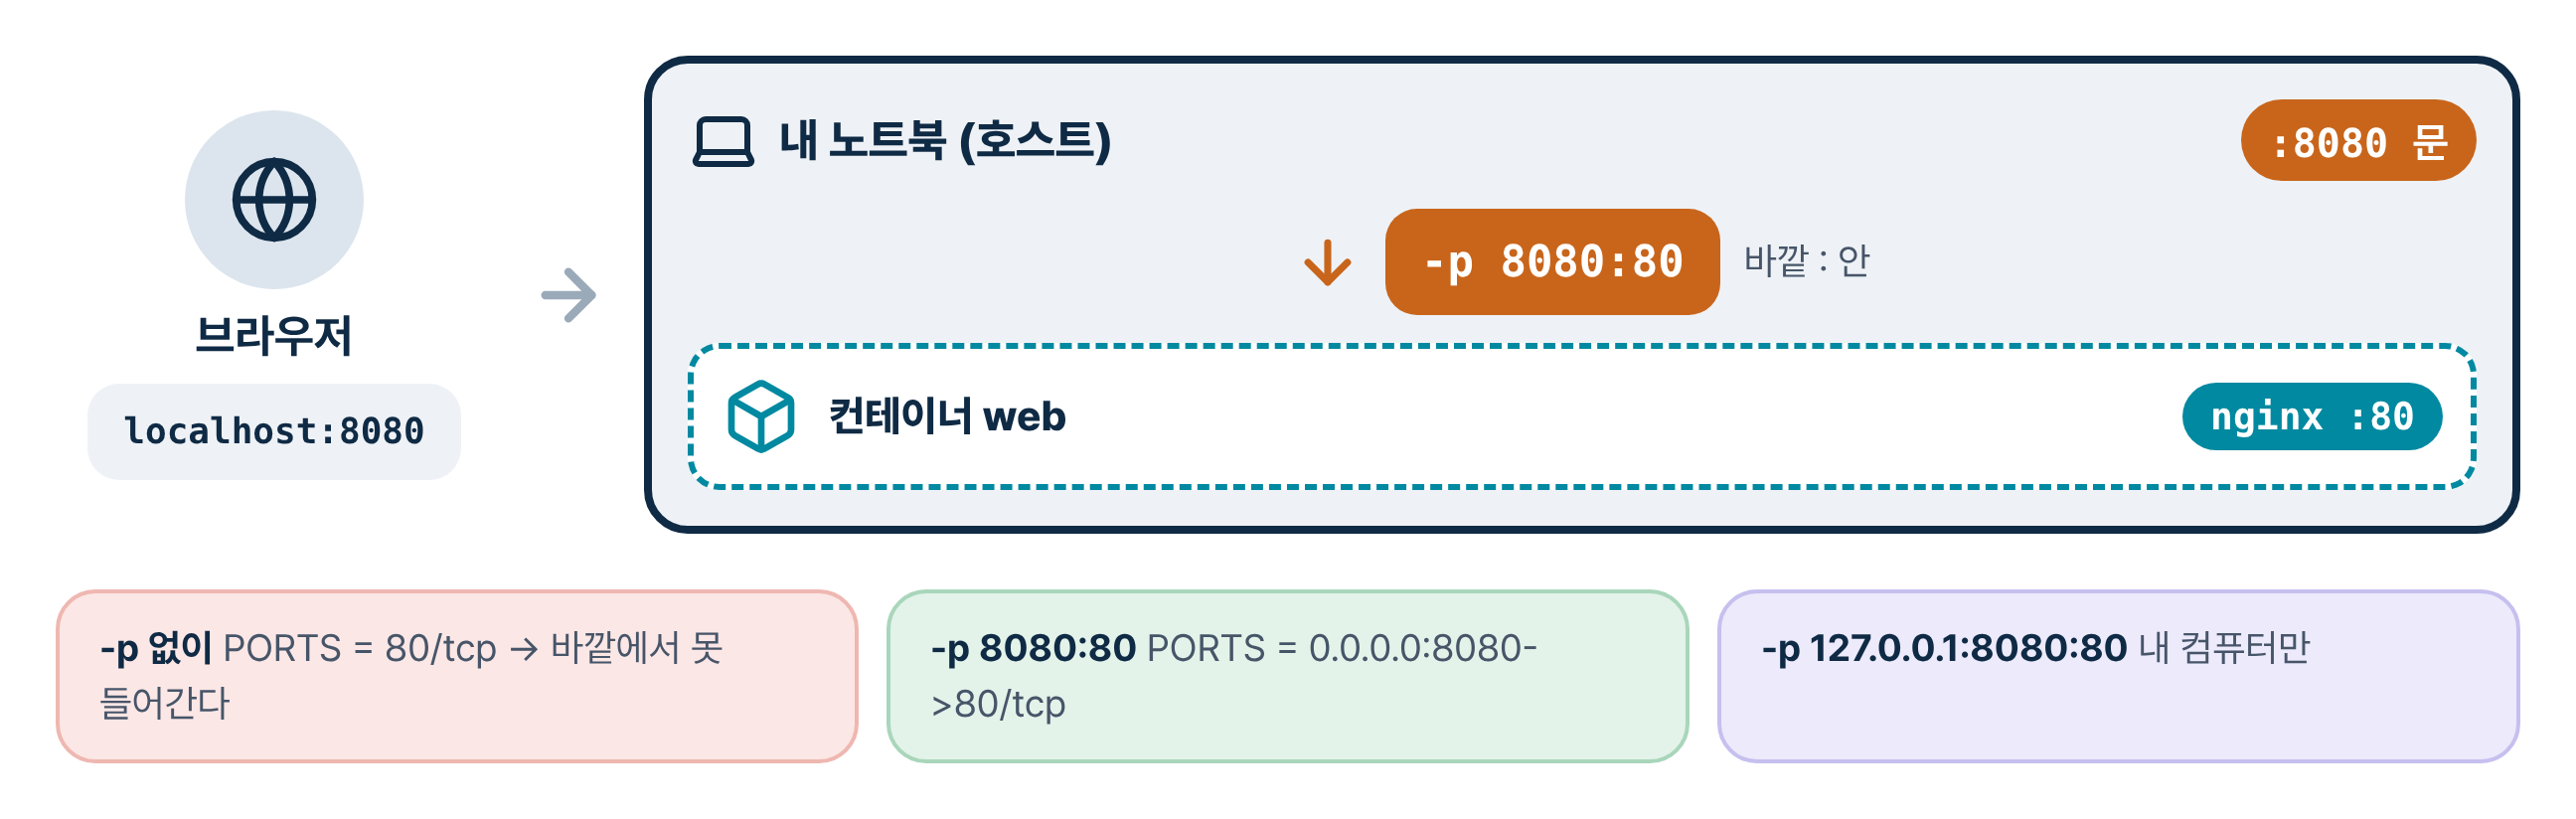 내 노트북 (호스트)
:8080 문
-p 8080:80
바깥 : 안
브라우저
localhost:8080
컨테이너 web
nginx :80
-p 없이 PORTS = 80/tcp → 바깥에서 못
들어간다
-p 8080:80 PORTS = 0.0.0.0:8080-
>80/tcp
-p 127.0.0.1:8080:80 내 컴퓨터만